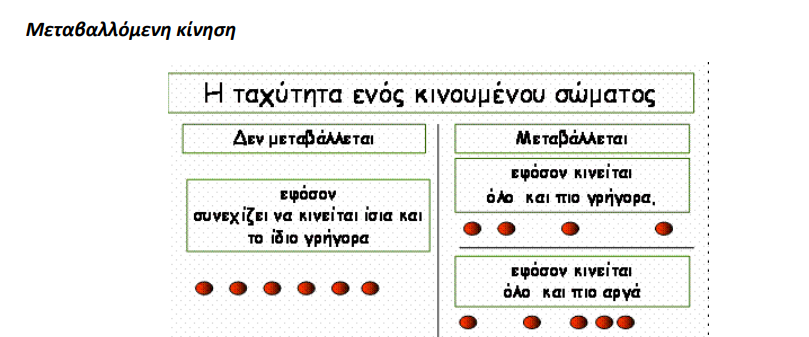 Μεταβαλλόμενη κίνηση
Η ταχύτητα ενός κινουμένου σώματος
Δεν μεταβάλλεται
εφόσον
συνεχίζει να κινείται ίσια και
το ίδιο γρήγορα
Μεταβάλλεται
εφόσον κινείται
όλο και πιο γρήγορα.
εφόσον κινείται
όλο και πιο αργά